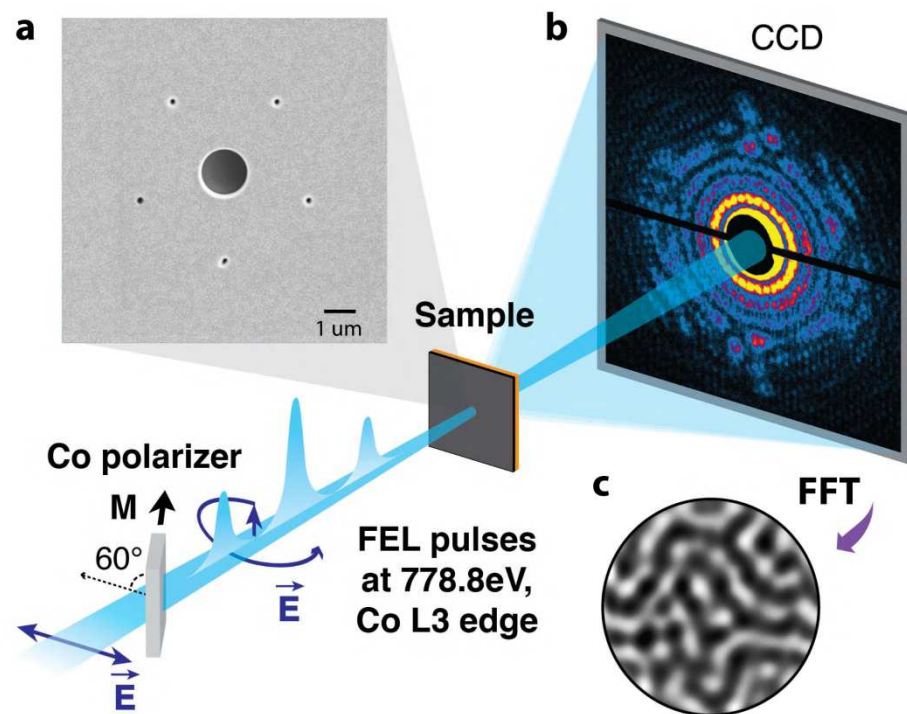 a
1 um
b
CCD
Sample
Co polarizer
M
60°
E
E
FEL pulses
at 778.8eV,
Co L3 edge
c
FFT